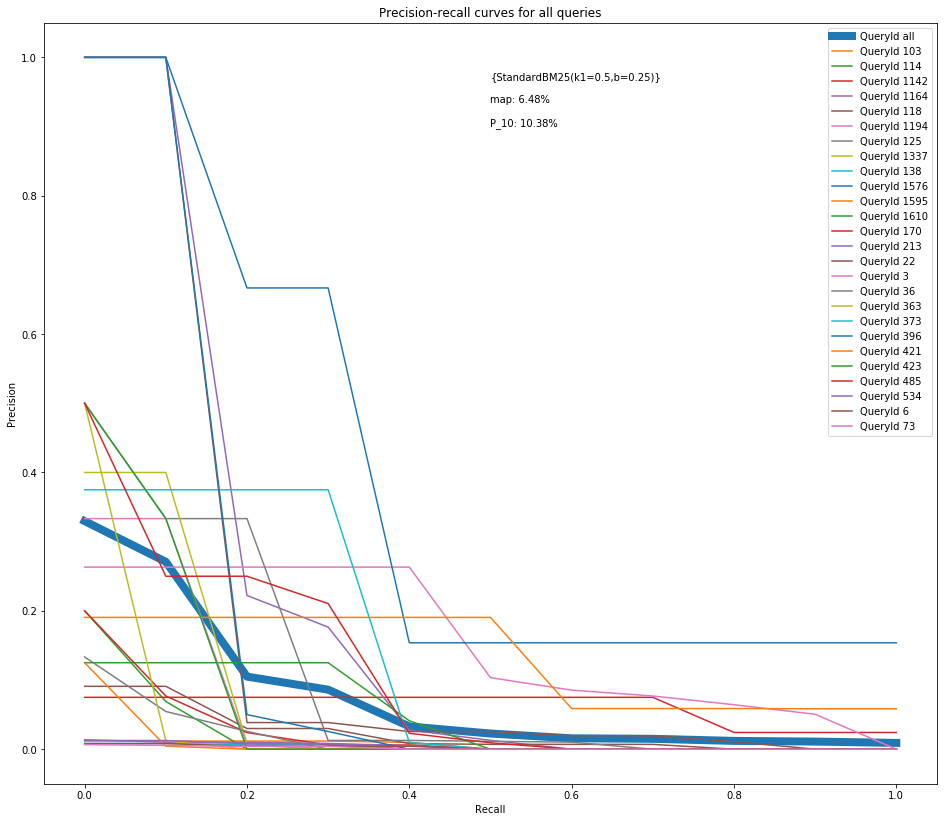 Precision-recall curves for all queries
QueryId all
QueryId 103
QueryId 114
QueryId 1142
QueryId 1164
QueryId 118
QueryId 1194
QueryId 125
QueryId 1337
QueryId 138
QueryId 1576
QueryId 1595
QueryId 1610
QueryId 170
QueryId 213
QueryId 22
QueryId 3
QueryId 36
QueryId 363
QueryId 373
QueryId 396
QueryId 421
QueryId 423
QueryId 485
QueryId 534
QueryId 6
QueryId 73
{StandardBM25(k1=0.5,b=0.25)}
map: 6.48%
P_10: 10.38%
Precision
1.0
0.8
0.6
0.4
0.2
0.0
0.0 0.2 0.4 0.6 0.8 1.0
Recall